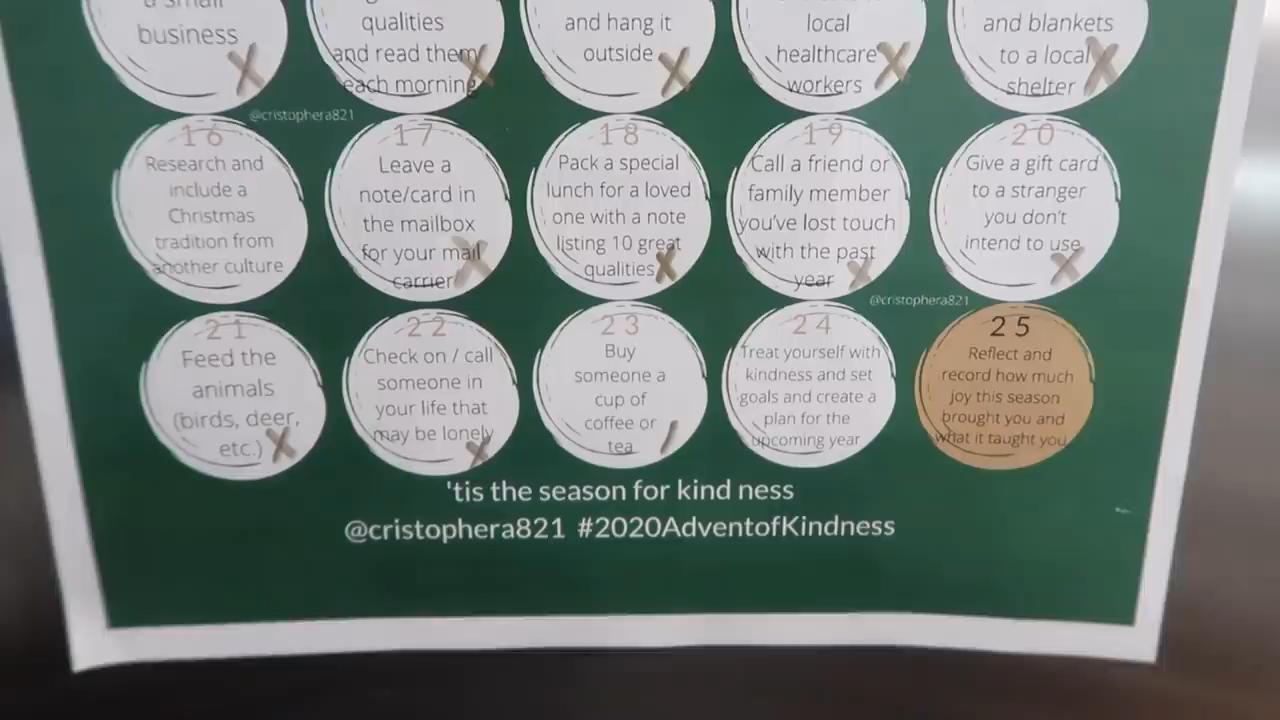 a small
business
qualities
and read them
each morning
and hang it
outside
local
healthcare
workers
and blankets
to a local
shelter
@cristophera821
16
Research and
include a
Christmas
tradition from
another culture
17
Leave a
note/card in
the mailbox
for your mail
carrier
18
Pack a special
lunch for a loved
one with a note
listing 10 great
qualities
19
Call a friend or
family member
you've lost touch
with the past
year
20
Give a gift card
to a stranger
you don't
intend to use
@cristophera821
21
Feed the
animals
(birds, deer,
etc.)
22
Check on / call
someone in
your life that
may be lonely
23
Buy
someone a
cup of
coffee or
tea
24
Treat yourself with
kindness and set
goals and create a
plan for the
upcoming year
25
Reflect and
record how much
joy this season
brought you and
what it taught you
'tis the season for kind ness
@cristophera821 #2020AdventofKindness